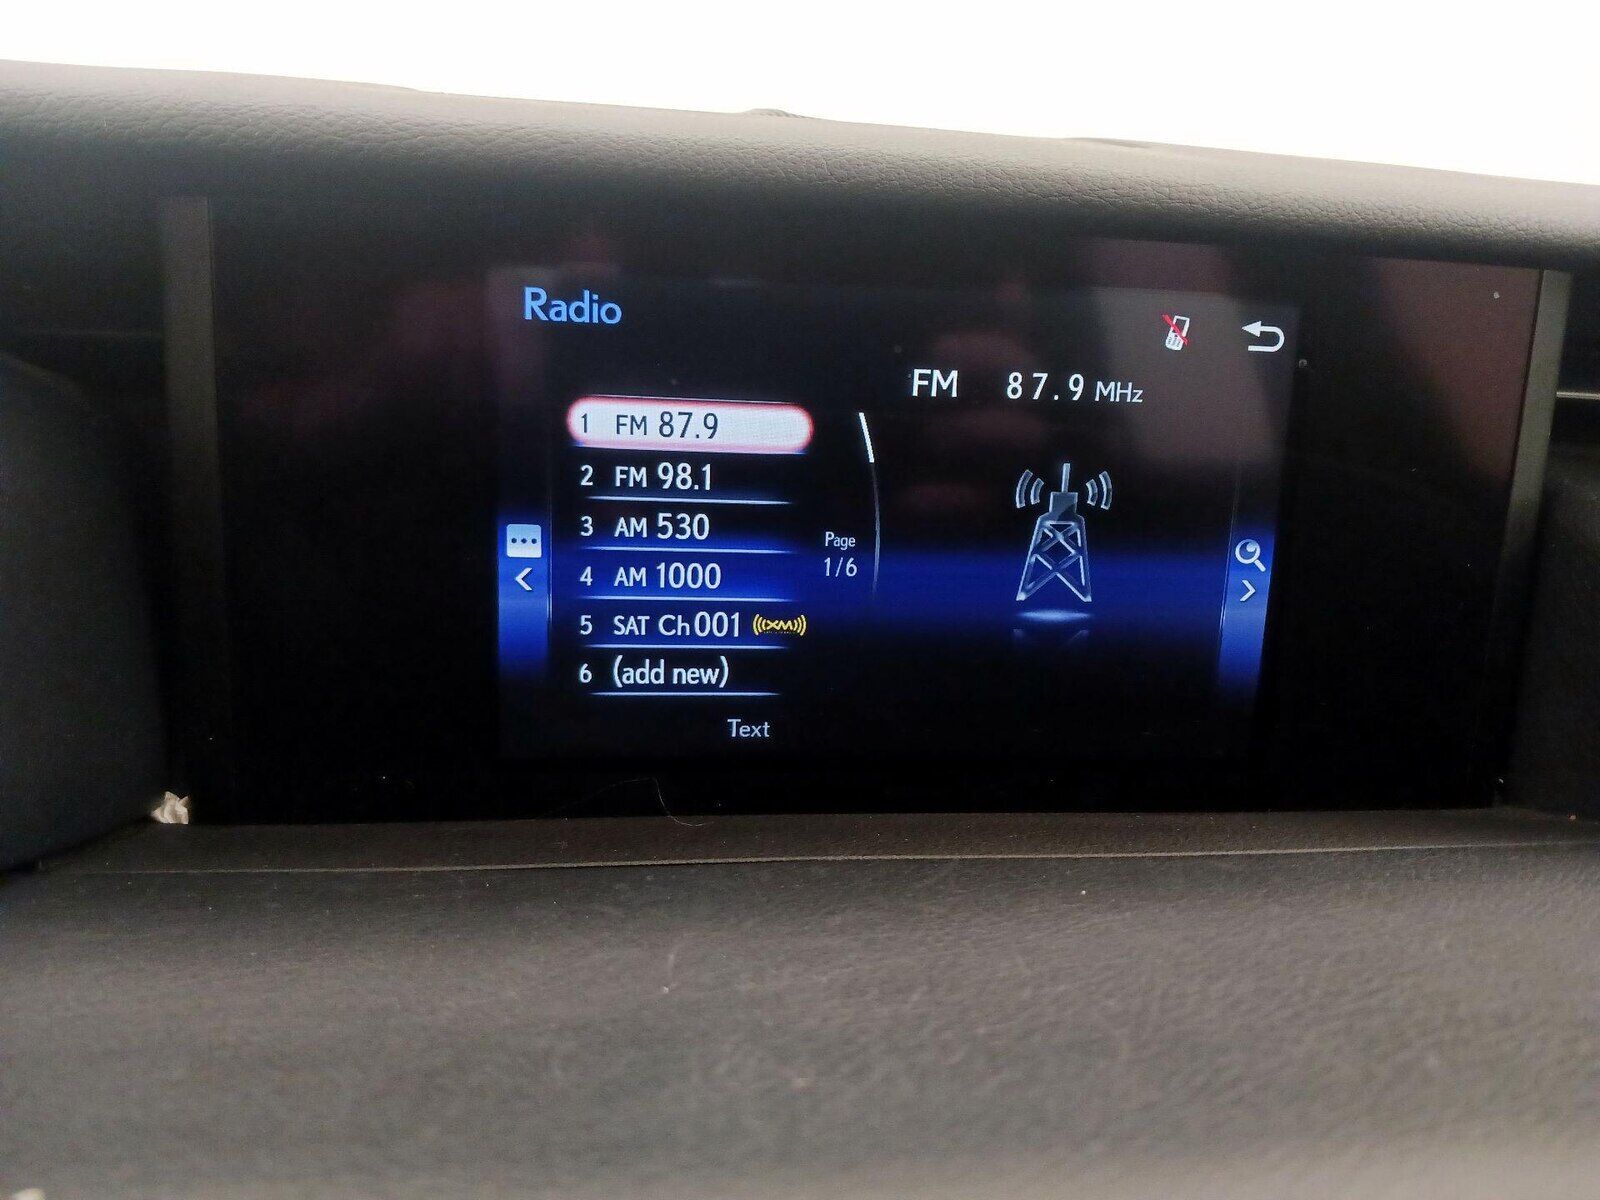 Radio
FM 87.9 MHz
1 FM 87.9
2 FM 98.1
3 AM 530
4 AM 1000
5 SAT Ch 001 ((XM))
6 (add new)
Page
1/6
Text